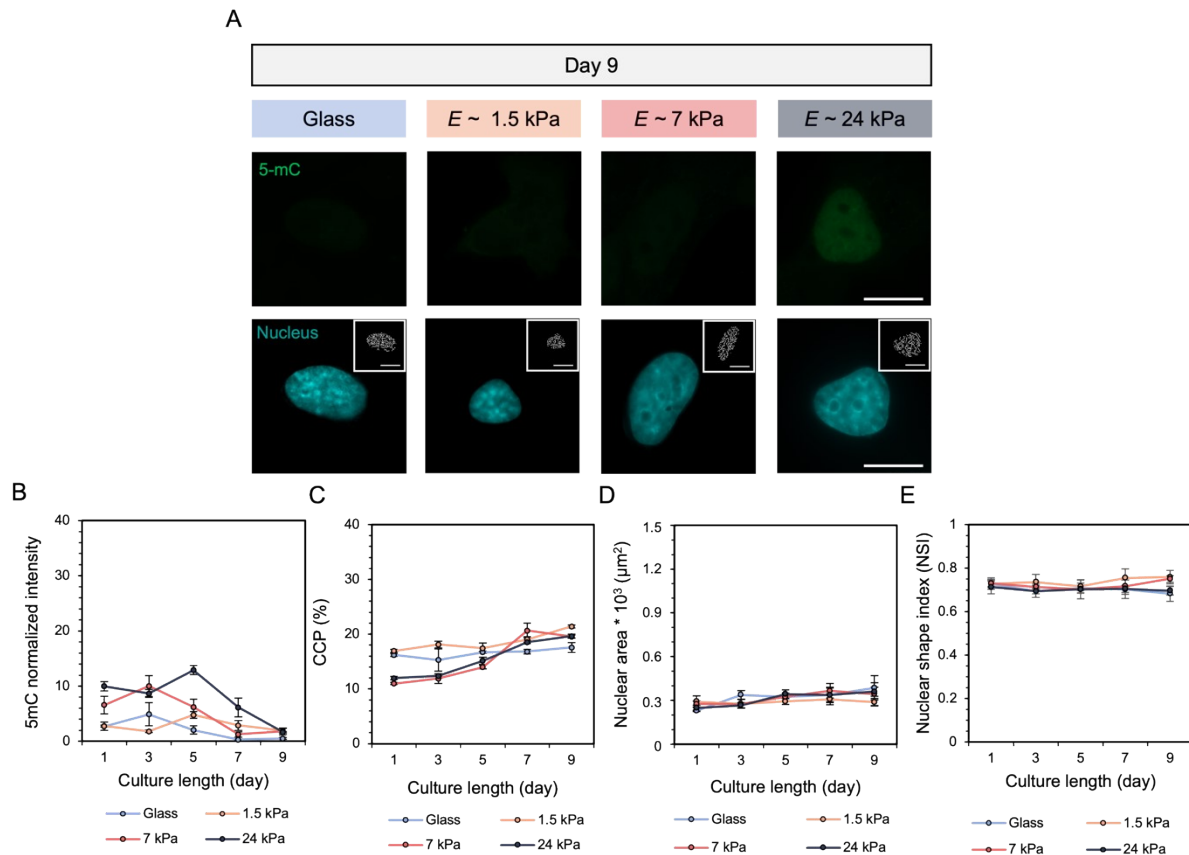 A
Day 9
Glass
E ~ 1.5 kPa
E ~ 7 kPa
E ~ 24 kPa
5-mC
Nucleus
B
40
30
20
10
0
5mC normalized intensity
1 3 5 7 9
Culture length (day)
Glass 1.5 kPa
7 kPa 24 kPa
C
40
30
20
10
0
CCP (%)
1 3 5 7 9
Culture length (day)
Glass 1.5 kPa
7 kPa 24 kPa
D
1.5
1.2
0.9
0.6
0.3
0
Nuclear area * 10³ (μm²)
1 3 5 7 9
Culture length (day)
Glass 1.5 kPa
7 kPa 24 kPa
E
1
0.8
0.6
0.4
0.2
0
Nuclear shape index (NSI)
1 3 5 7 9
Culture length (day)
Glass 1.5 kPa
7 kPa 24 kPa